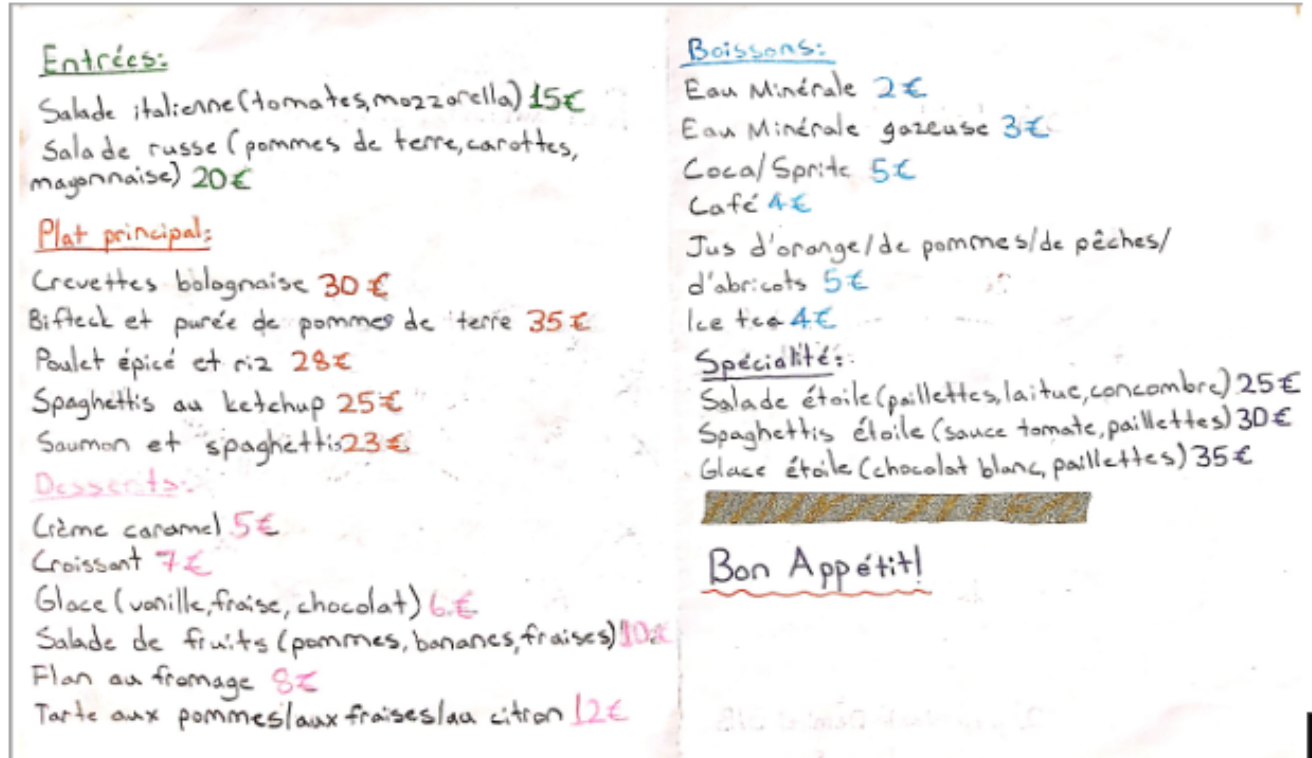 Entrées:
Salade italienne(tomates,mozzarella) 15€
Salade russe (pommes de terre,carottes,
mayonnaise) 20€
Plat principal:
Crevettes bolognaise 30 €
Bifteck et purée de pommes de terre 35 €
Poulet épicé et riz 28€
Spaghettis au ketchup 25€
Saumon et spaghettis 23€
Desserts:
Crème caramel 5€
Croissant 7€
Glace (vanille,fraise,chocolat) 6€
Salade de fruits (pommes, bananes,fraises) 10€
Flan au fromage 8€
Tarte aux pommes/aux fraises/au citron 12€
Boissons:
Eau Minérale 2€
Eau Minérale gazeuse 3€
Coca/Sprite 5€
Café 4€
Jus d'orange/de pommes/de pêches/
d'abricots 5€
Ice tea 4€
Spécialité:
Salade étoile(paillettes,laitue,concombre) 25€
Spaghettis étoile (sauce tomate,paillettes) 30€
Glace étoile (chocolat blanc, paillettes) 35€
Bon Appétit!